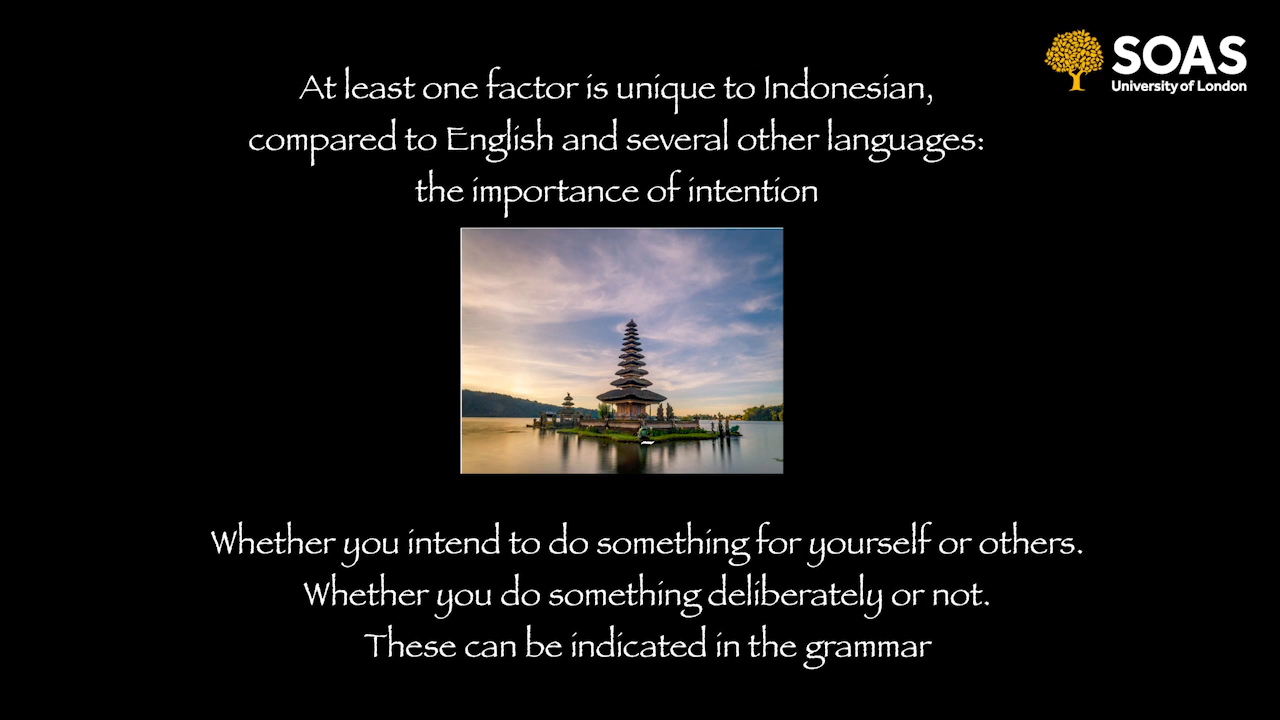 SOAS
University of London
At least one factor is unique to Indonesian,
compared to English and several other languages:
the importance of intention
Whether you intend to do something for yourself or others.
Whether you do something deliberately or not.
These can be indicated in the grammar